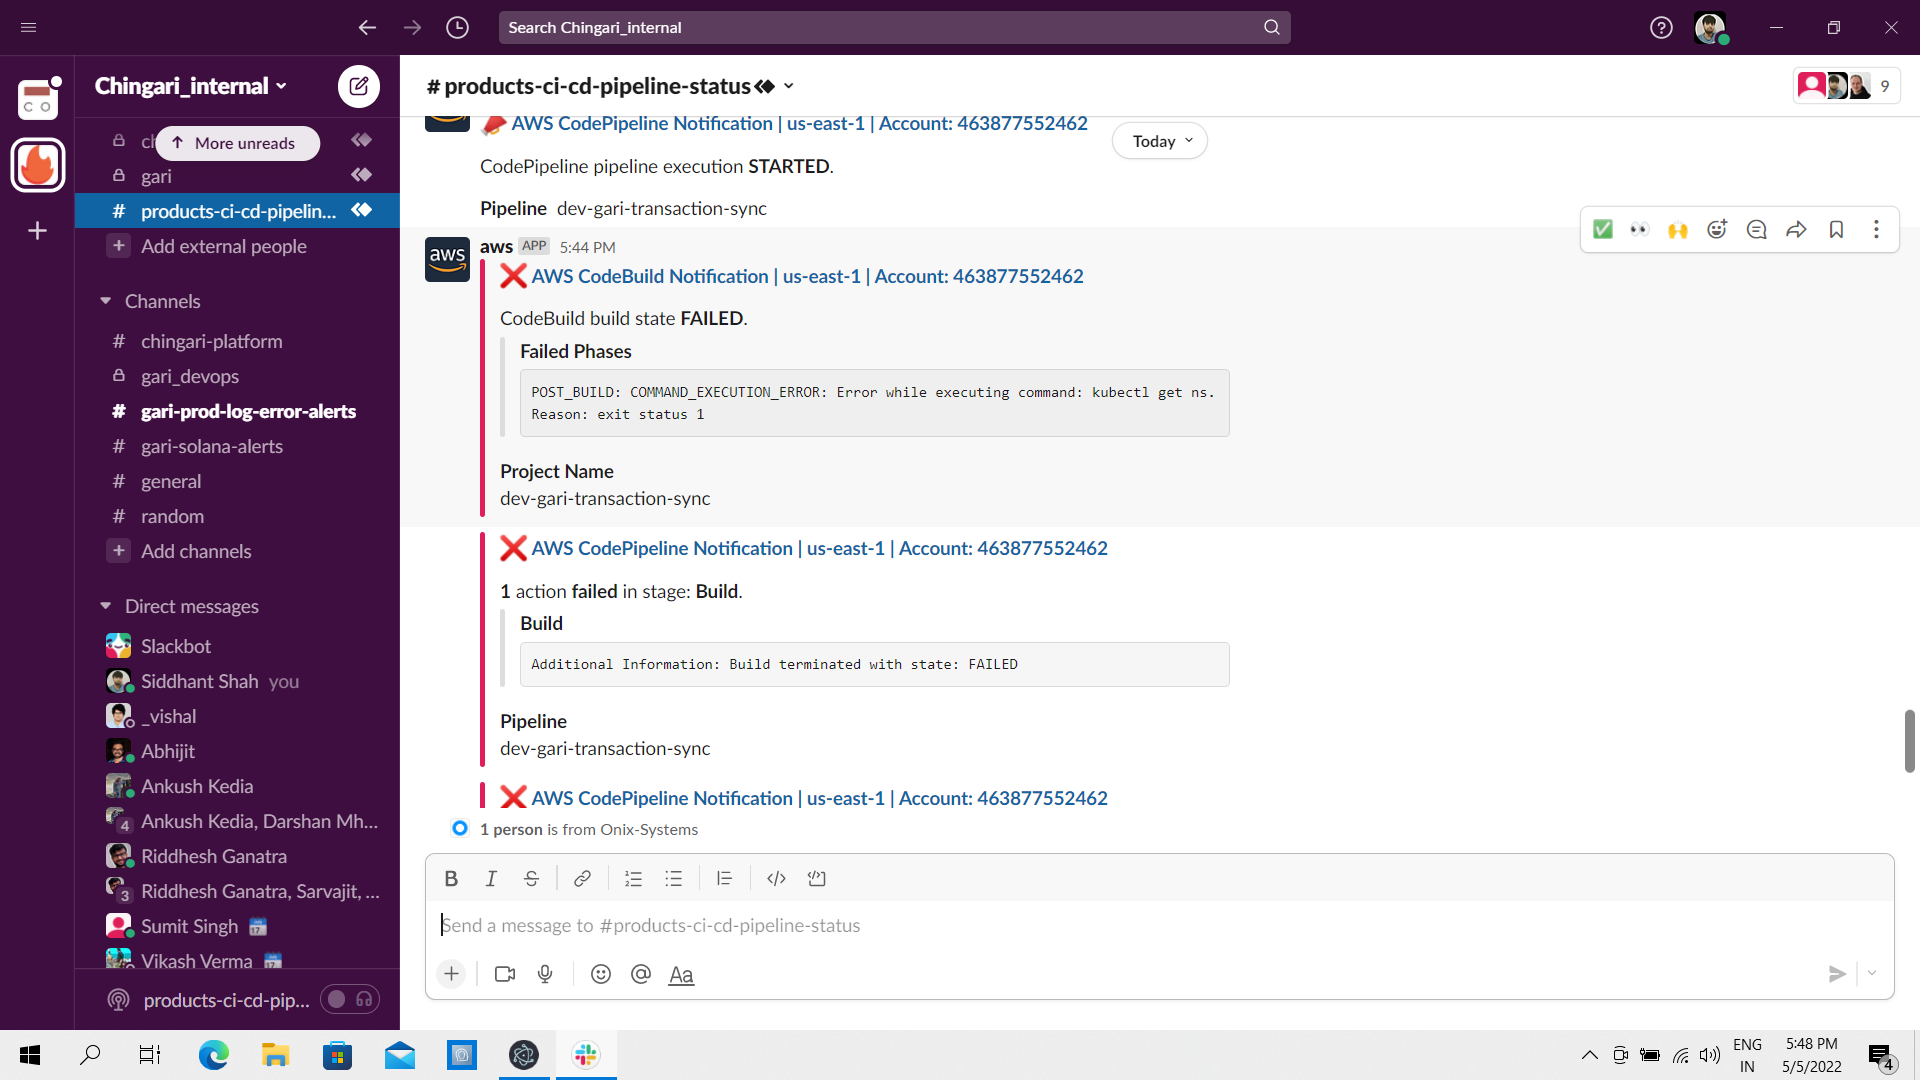 Search Chingari_internal
Chingari_internal
More unreads
gari
products-ci-cd-pipelin...
Add external people
Channels
chingari-platform
gari_devops
gari-prod-log-error-alerts
gari-solana-alerts
general
random
Add channels
Direct messages
Slackbot
Siddhant Shah you
_vishal
Abhijit
Ankush Kedia
4 Ankush Kedia, Darshan Mh...
Riddhesh Ganatra
3 Riddhesh Ganatra, Sarvajit, ...
Sumit Singh
Vikash Verma
products-ci-cd-pip...
# products-ci-cd-pipeline-status
9
AWS CodePipeline Notification | us-east-1 | Account: 463877552462
Today
CodePipeline pipeline execution STARTED.
Pipeline dev-gari-transaction-sync
aws
aws APP 5:44 PM
AWS CodeBuild Notification | us-east-1 | Account: 463877552462
CodeBuild build state FAILED.
Failed Phases
POST_BUILD: COMMAND_EXECUTION_ERROR: Error while executing command: kubectl get ns.
Reason: exit status 1
Project Name
dev-gari-transaction-sync
AWS CodePipeline Notification | us-east-1 | Account: 463877552462
1 action failed in stage: Build.
Build
Additional Information: Build terminated with state: FAILED
Pipeline
dev-gari-transaction-sync
AWS CodePipeline Notification | us-east-1 | Account: 463877552462
1 person is from Onix-Systems
B I S
Send a message to #products-ci-cd-pipeline-status
Aa
ENG
IN
5:48 PM
5/5/2022
4